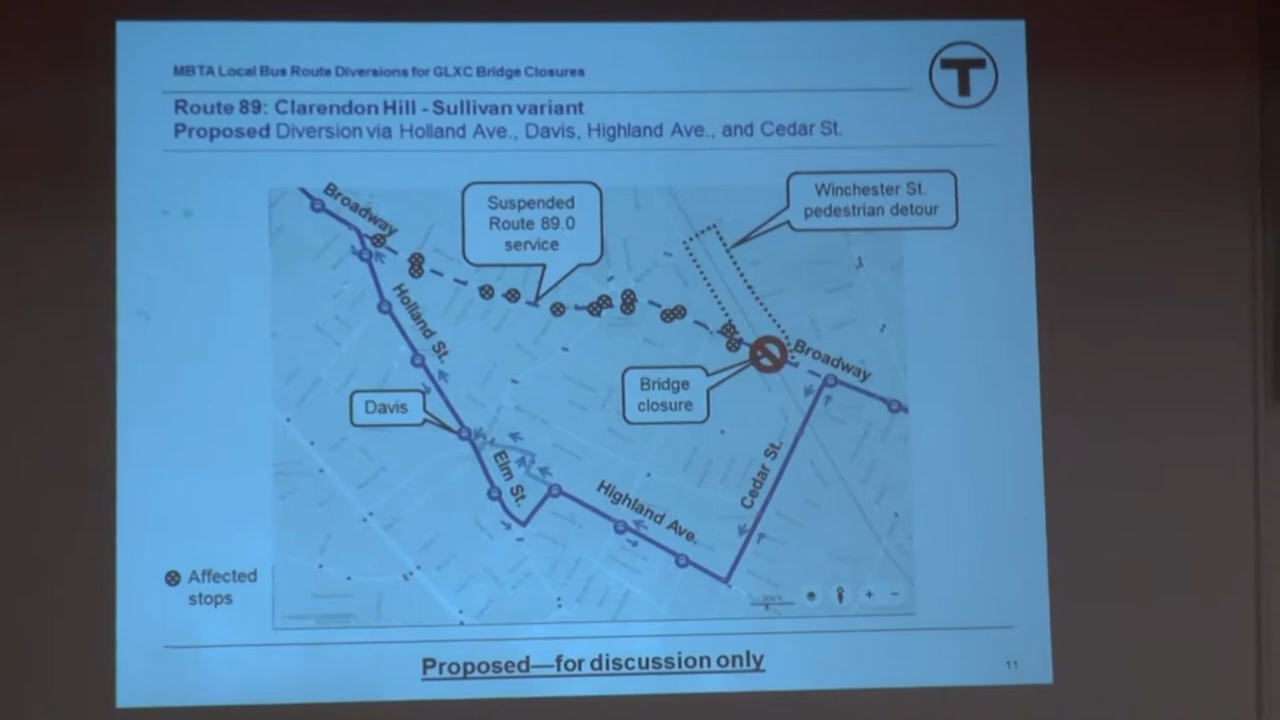 MBTA Local Bus Route Diversions for GLXC Bridge Closures
T
Route 89: Clarendon Hill - Sullivan variant
Proposed Diversion via Holland Ave., Davis, Highland Ave., and Cedar St.
Broadway
Suspended
Route 89.0
service
Winchester St.
pedestrian detour
Holland St.
Broadway
Bridge
closure
Davis
Elm St.
Highland Ave.
Cedar St.
Affected
stops
Proposed—for discussion only
11